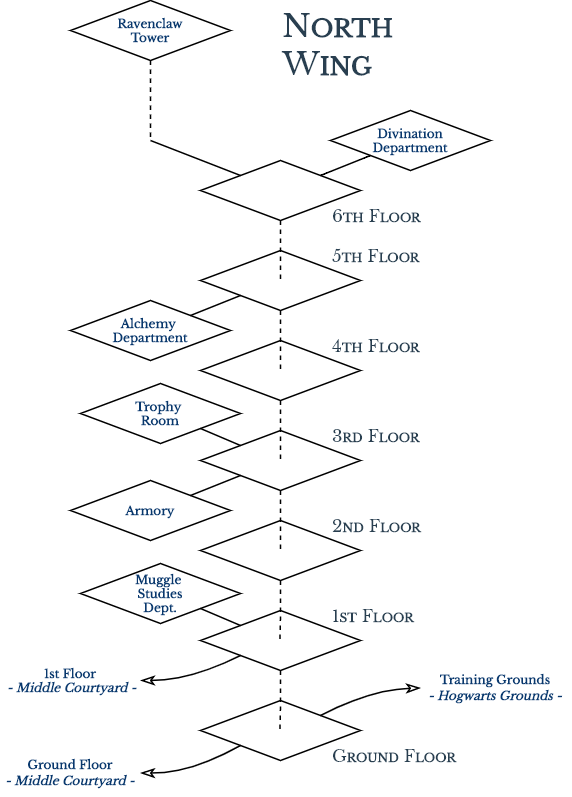 Ravenclaw
Tower
North
Wing
Divination
Department
6th Floor
5th Floor
Alchemy
Department
4th Floor
Trophy
Room
3rd Floor
Armory
2nd Floor
Muggle
Studies
Dept.
1st Floor
1st Floor
- Middle Courtyard -
Training Grounds
- Hogwarts Grounds -
Ground Floor
Ground Floor
- Middle Courtyard -